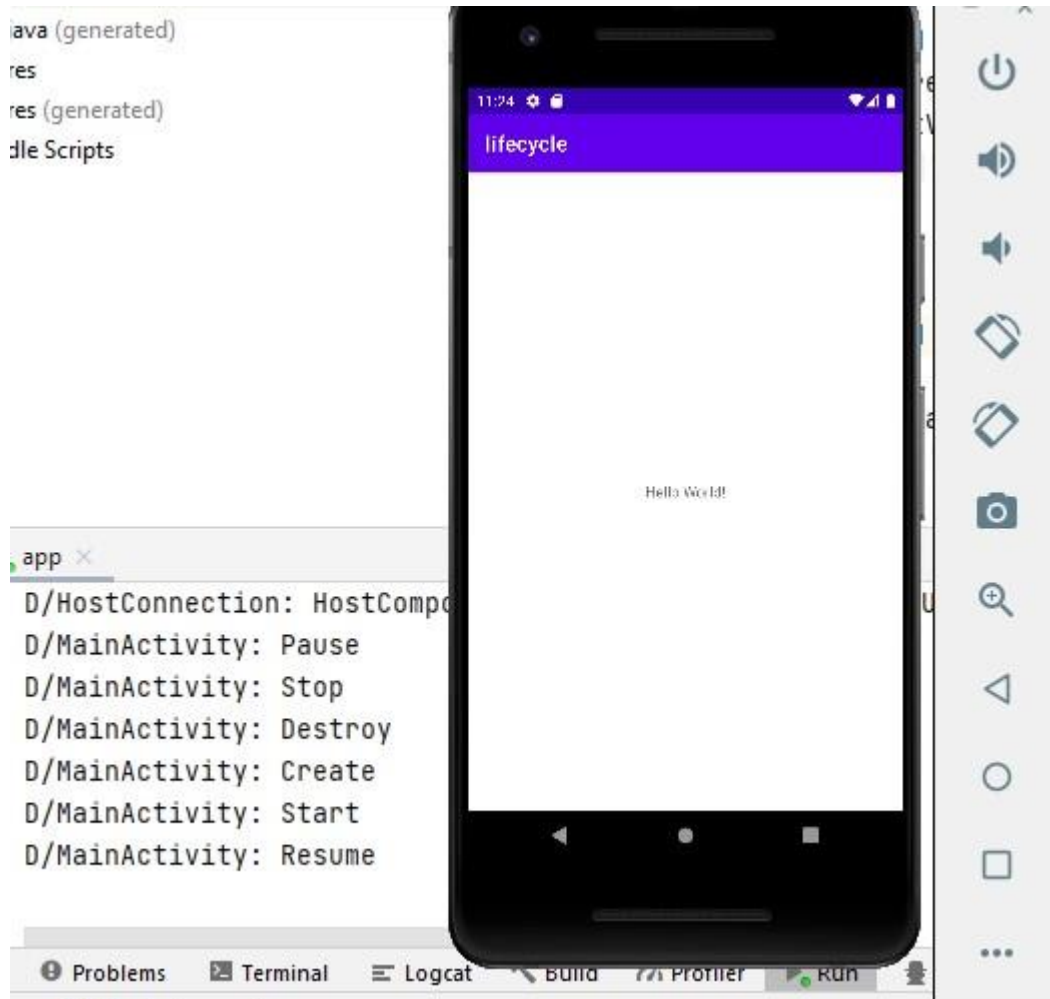 ava (generated)
res
res (generated)
dle Scripts
11:24
lifecycle
Hello World!
app
D/HostConnection: HostCompo
D/MainActivity: Pause
D/MainActivity: Stop
D/MainActivity: Destroy
D/MainActivity: Create
D/MainActivity: Start
D/MainActivity: Resume
Problems Terminal Logcat Build Profiler Run